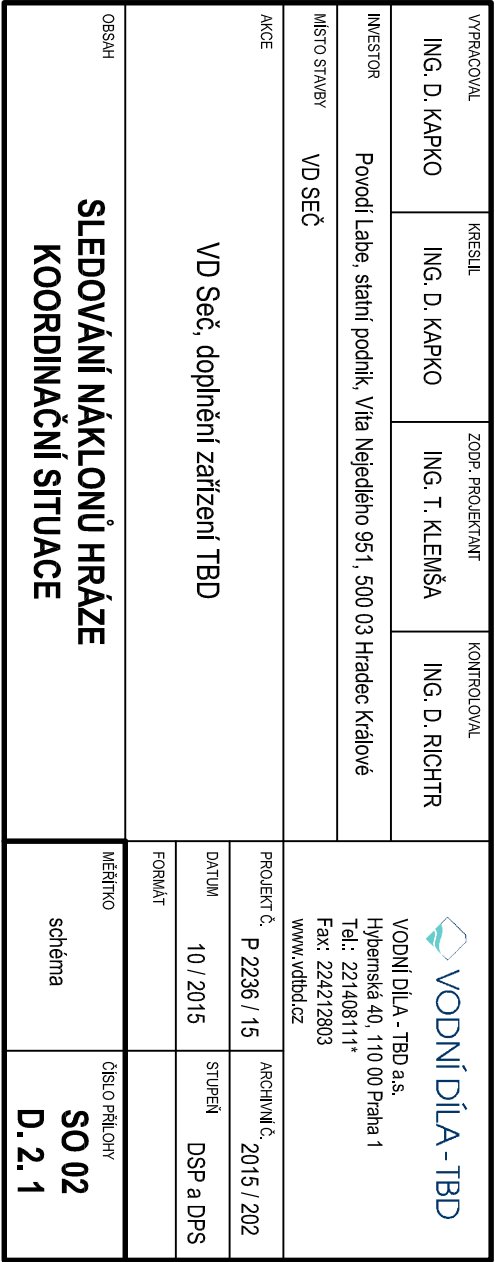 VYPRACOVAL
ING. D. KAPKO
KRESLIL
ING. D. KAPKO
ZODP. PROJEKTANT
ING. T. KLEMŠA
KONTROLOVAL
ING. D. RICHTR
INVESTOR
Povodí Labe, statní podnik, Víta Nejedlého 951, 500 03 Hradec Králové
MÍSTO STAVBY
VD SEČ
VODNÍ DÍLA - TBD
VODNÍ DÍLA - TBD a.s.
Hybernská 40, 110 00 Praha 1
Tel.: 221408111*
Fax: 224212803
www.vdtbd.cz
AKCE
VD Seč, doplnění zařízení TBD
PROJEKT Č.
P 2236 / 15
ARCHIVNÍ Č.
2015 / 202
DATUM
10 / 2015
STUPEŇ
DSP a DPS
FORMÁT
OBSAH
SLEDOVÁNÍ NÁKLONŮ HRÁZE
KOORDINAČNÍ SITUACE
MĚŘÍTKO
schéma
ČÍSLO PŘÍLOHY
SO 02
D. 2. 1